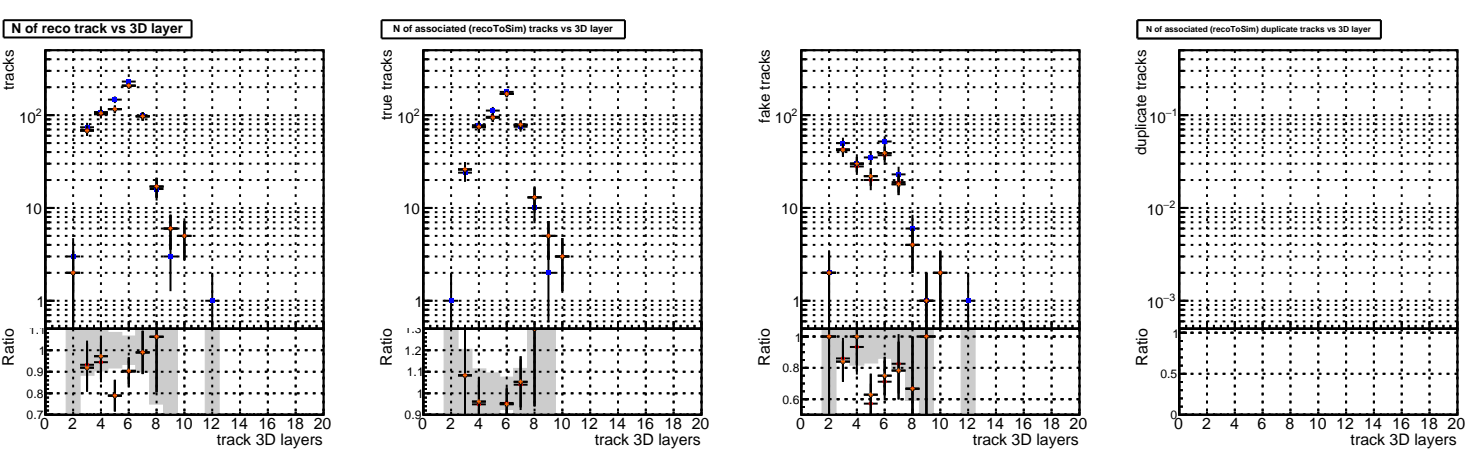 N of reco track vs 3D layer
tracks
10²
10
1
Ratio
1.1
1
0.9
0.8
0.7
0 2 4 6 8 10 12 14 16 18 20
track 3D layers
N of associated (recoToSim) tracks vs 3D layer
true tracks
10²
10
1
Ratio
1.3
1.2
1.1
1
0.9
0 2 4 6 8 10 12 14 16 18 20
track 3D layers
fake tracks
10²
10
1
Ratio
1
0.8
0.6
0 2 4 6 8 10 12 14 16 18 20
track 3D layers
N of associated (recoToSim) duplicate tracks vs 3D layer
duplicate tracks
10⁻¹
10⁻²
10⁻³
Ratio
1
0.5
0
0 2 4 6 8 10 12 14 16 18 20
track 3D layers